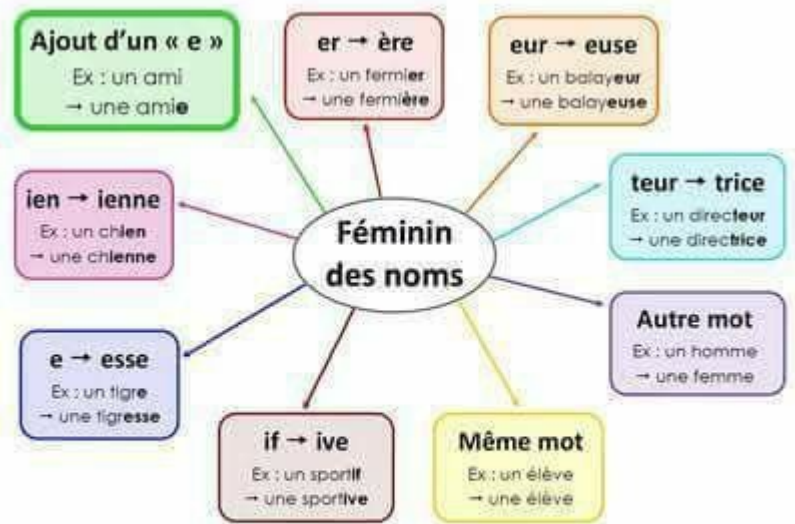 Ajout d'un « e »
Ex : un ami
→ une amie
er → ère
Ex : un fermier
→ une fermière
eur → euse
Ex : un balayeur
→ une balayeuse
ien → ienne
Ex : un chien
→ une chienne
Féminin
des noms
teur → trice
Ex : un directeur
→ une directrice
e → esse
Ex : un tigre
→ une tigresse
Autre mot
Ex : un homme
→ une femme
if → ive
Ex : un sportif
→ une sportive
Même mot
Ex : un élève
→ une élève